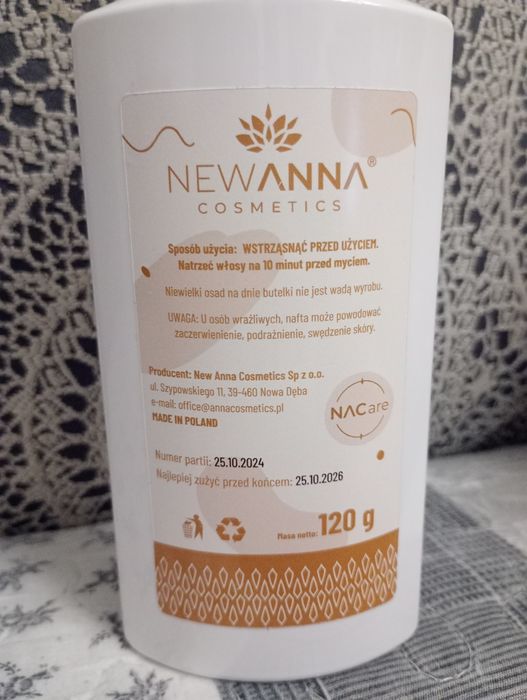 NEWANNA®
COSMETICS
Sposób użycia: WSTRZĄSNĄĆ PRZED UŻYCIEM.
Natrzeć włosy na 10 minut przed myciem.
Niewielki osad na dnie butelki nie jest wadą wyrobu.
UWAGA: U osób wrażliwych, nafta może powodować
zaczerwienienie, podrażnienie, swędzenie skóry.
Producent: New Anna Cosmetics Sp z o.o.
ul. Szypowskiego 11, 39-460 Nowa Dęba
e-mail: office@annacosmetics.pl
MADE IN POLAND
NACare
Numer partii: 25.10.2024
Najlepiej zużyć przed końcem: 25.10.2026
Masa netto: 120 g